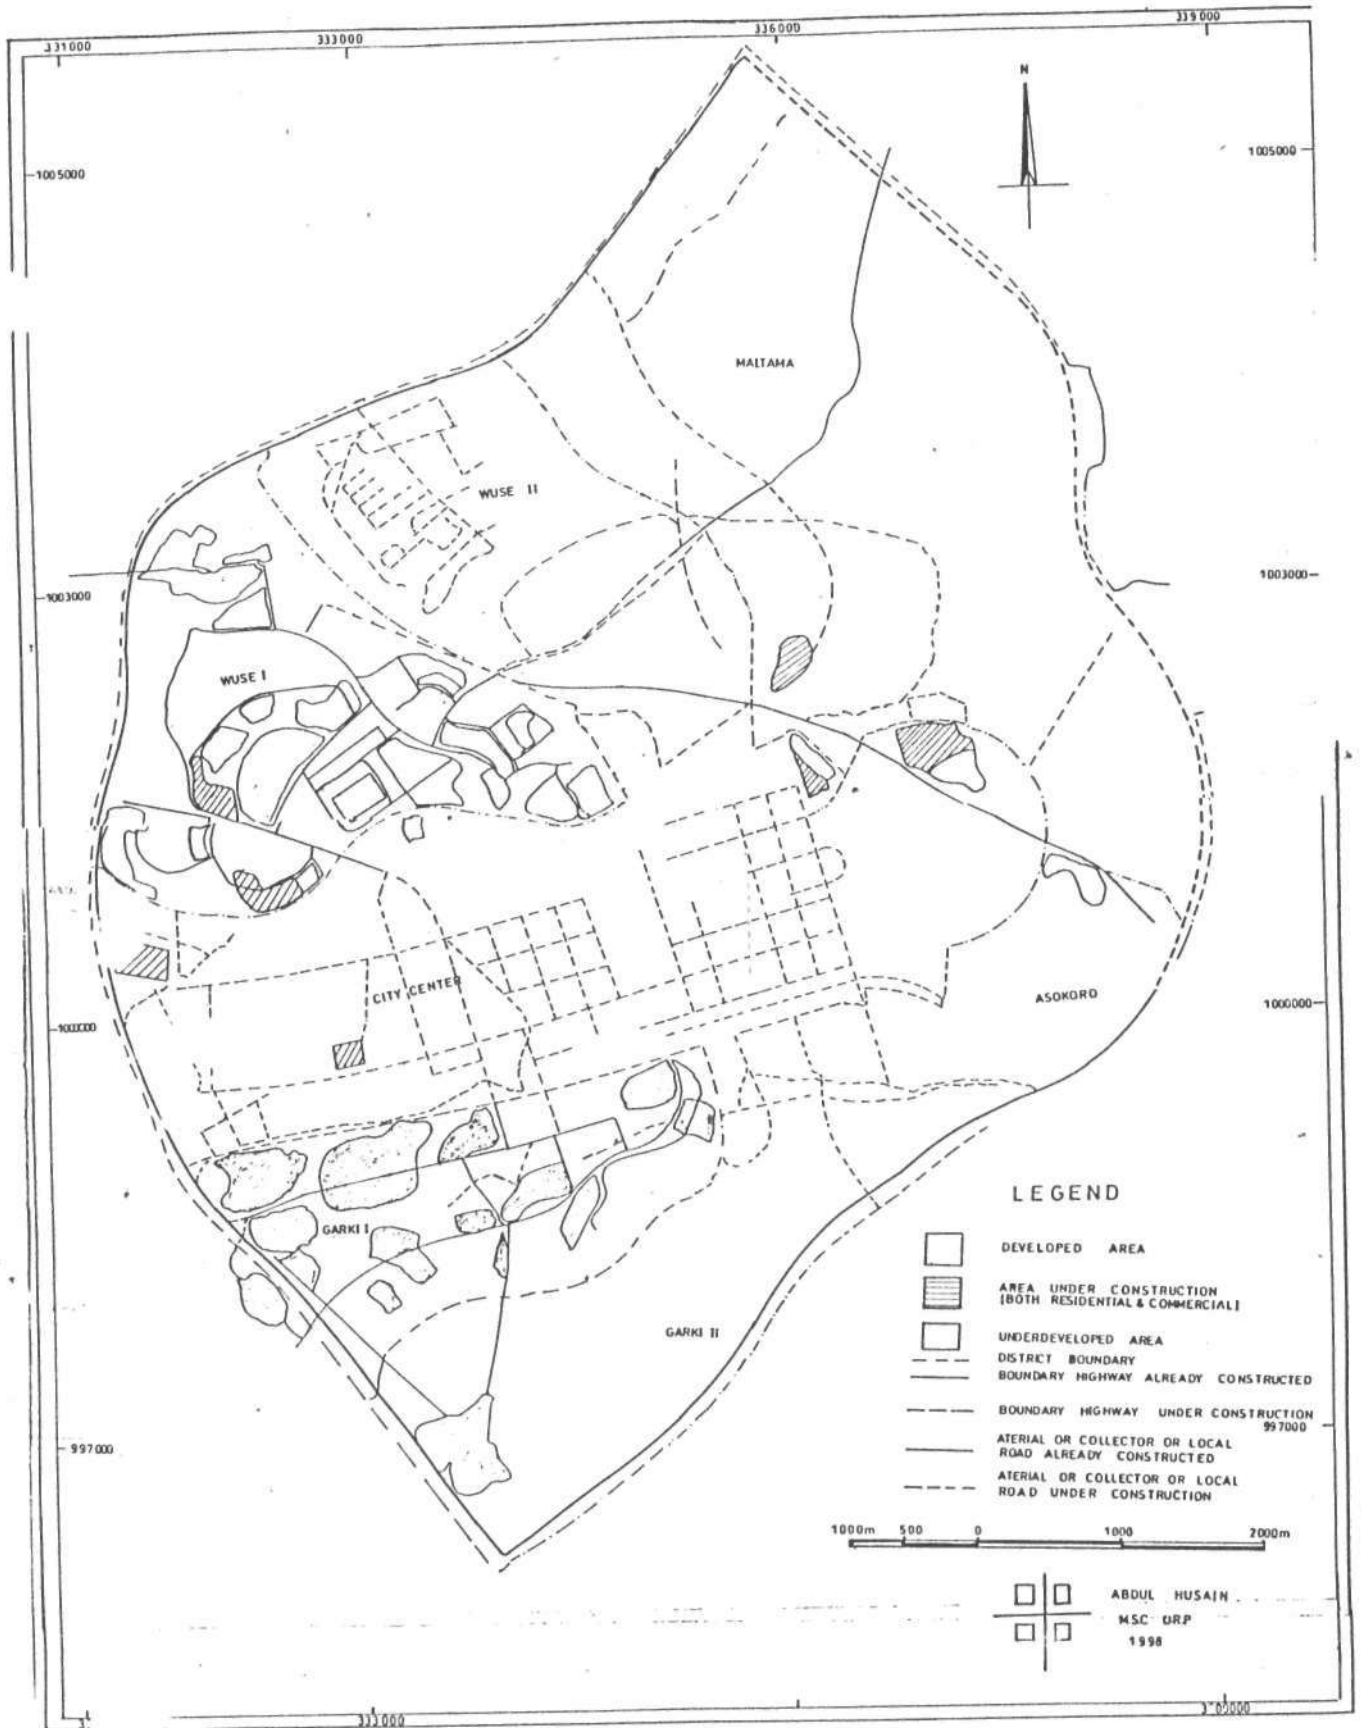 331000
333000
336000
339000
N
1005000
1005000
MALTAMA
WUSE II
1003000
1003000
WUSE I
CITY CENTER
ASOKORO
1000000
GARKI I
GARKI II
LEGEND
DEVELOPED AREA
AREA UNDER CONSTRUCTION
(BOTH RESIDENTIAL & COMMERCIAL)
UNDERDEVELOPED AREA
DISTRICT BOUNDARY
BOUNDARY HIGHWAY ALREADY CONSTRUCTED
BOUNDARY HIGHWAY UNDER CONSTRUCTION
997000
997000
ATERIAL OR COLLECTOR OR LOCAL
ROAD ALREADY CONSTRUCTED
ATERIAL OR COLLECTOR OR LOCAL
ROAD UNDER CONSTRUCTION
1000m 500 0 1000 2000m
ABDUL HUSAIN
MSC URP
1998
333000